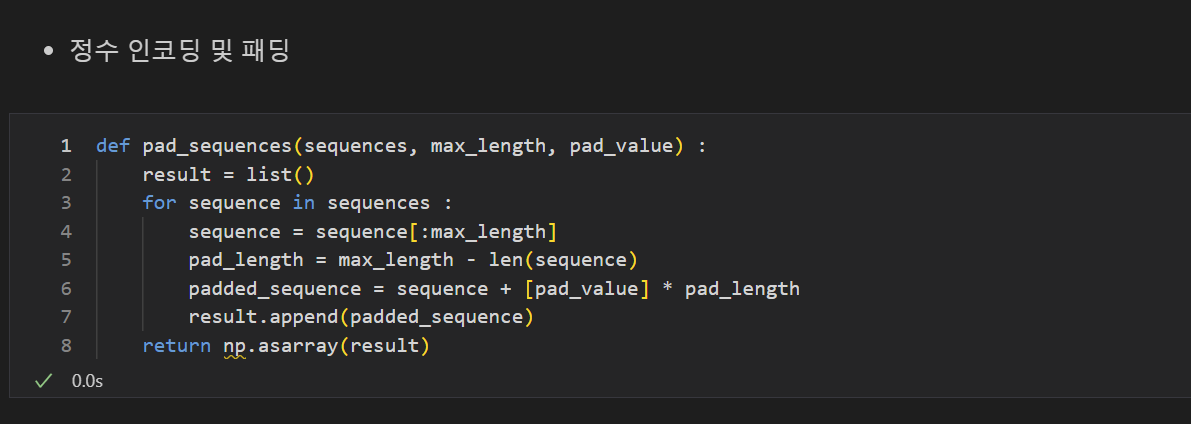 • 정수 인코딩 및 패딩
1 def pad_sequences(sequences, max_length, pad_value) :
2     result = list()
3     for sequence in sequences :
4         sequence = sequence[:max_length]
5         pad_length = max_length - len(sequence)
6         padded_sequence = sequence + [pad_value] * pad_length
7         result.append(padded_sequence)
8     return np.asarray(result)
✓ 0.0s